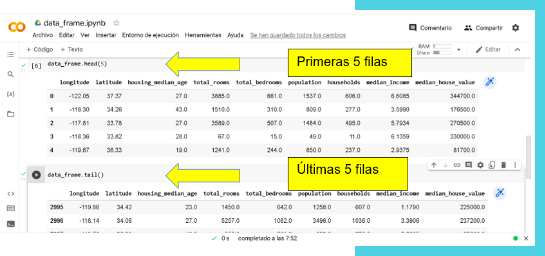 data_frame.ipynb
Comentario Compartir
Archivo Editar Ver Insertar Entorno de ejecución Herramientas Ayuda Se han guardado todos los cambios
+ Código + Texto
RAM
Disco
Editar
[6] data_frame.head(5)
Primeras 5 filas
longitude latitude housing_median_age total_rooms total_bedrooms population households median_income median_house_value
0 -122.05 37.37 27.0 3885.0 661.0 1537.0 606.0 6.6085 344700.0
1 -118.30 34.26 43.0 1510.0 310.0 809.0 277.0 3.5990 176500.0
2 -117.81 33.78 27.0 3589.0 507.0 1484.0 495.0 5.7934 270500.0
3 -118.36 33.82 28.0 67.0 15.0 49.0 11.0 6.1359 330000.0
4 -119.67 36.33 19.0 1241.0 244.0 850.0 237.0 2.9375 81700.0
data_frame.tail()
Últimas 5 filas
longitude latitude housing_median_age total_rooms total_bedrooms population households median_income median_house_value
2995 -119.86 34.42 23.0 1450.0 642.0 1258.0 607.0 1.1790 225000.0
2996 -118.14 34.06 27.0 5257.0 1082.0 3496.0 1036.0 3.3906 237200.0
0 s completado a las 7:52